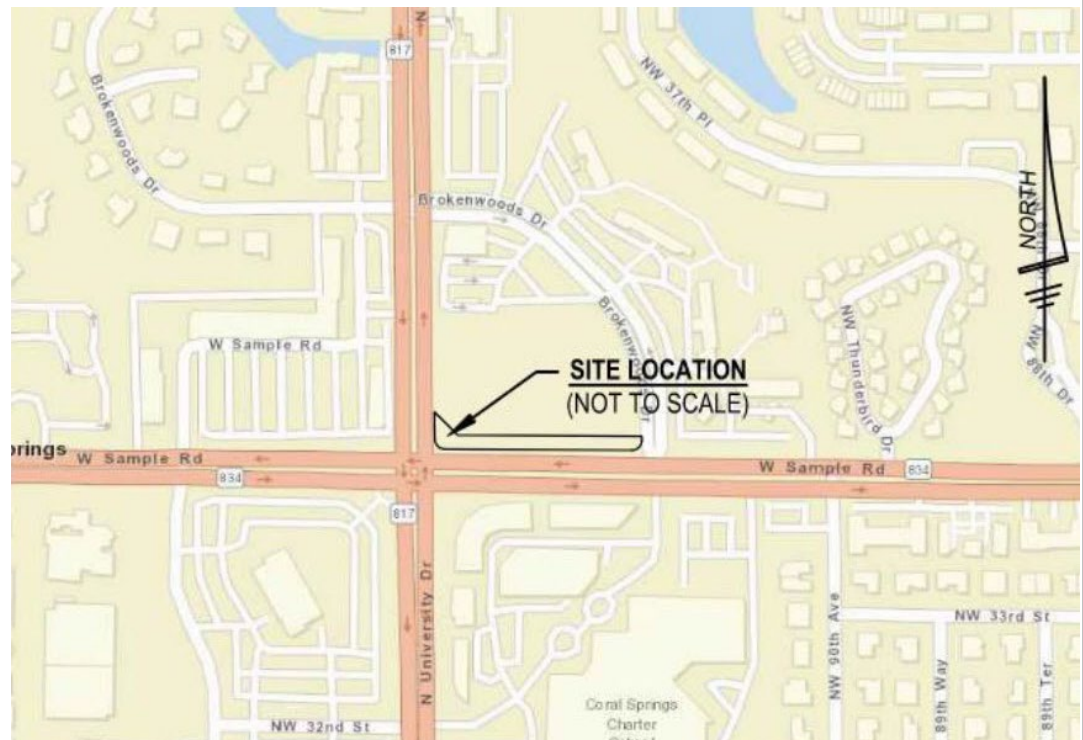 N
817
Brokenwoods Dr
NW 37th Pl
NORTH
Brokenwoods Dr
W Sample Rd
NW Thunderbird Dr
NW 88th Dr
SITE LOCATION
(NOT TO SCALE)
prings
W Sample Rd
W Sample Rd
834
834
817
N University Dr
NW 90th Ave
NW 33rd St
89th Way
89th Ter
Coral Springs
Charter
NW 32nd St